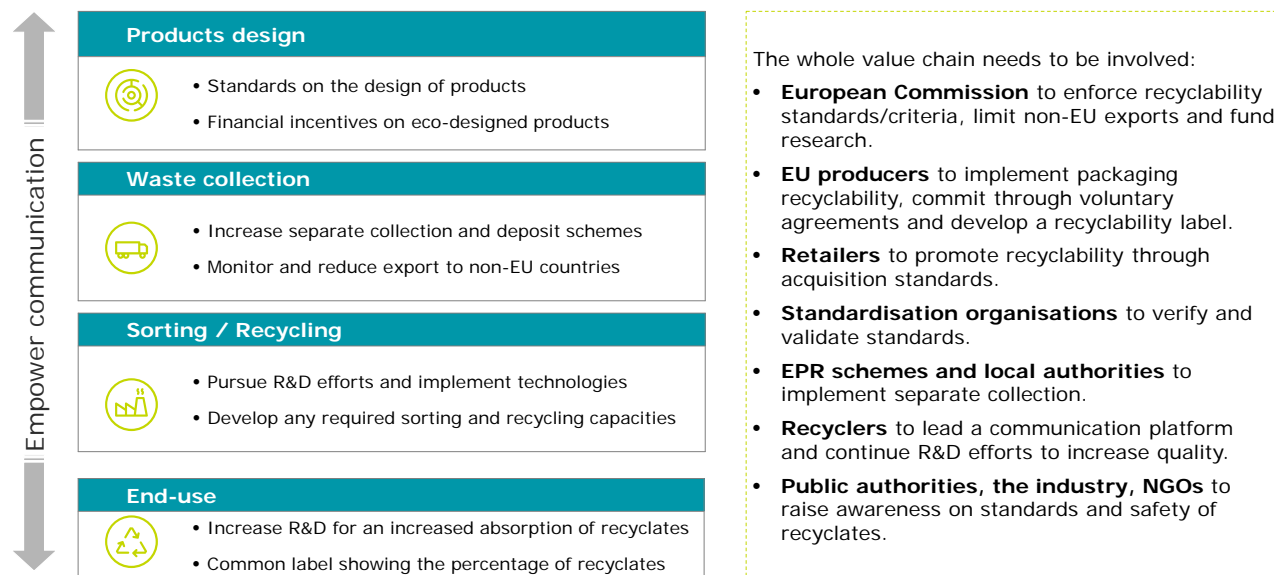 Empower communication
Products design
• Standards on the design of products
• Financial incentives on eco-designed products
Waste collection
• Increase separate collection and deposit schemes
• Monitor and reduce export to non-EU countries
Sorting / Recycling
• Pursue R&D efforts and implement technologies
• Develop any required sorting and recycling capacities
End-use
• Increase R&D for an increased absorption of recyclates
• Common label showing the percentage of recyclates
The whole value chain needs to be involved:
• European Commission to enforce recyclability
standards/criteria, limit non-EU exports and fund
research.
• EU producers to implement packaging
recyclability, commit through voluntary
agreements and develop a recyclability label.
• Retailers to promote recyclability through
acquisition standards.
• Standardisation organisations to verify and
validate standards.
• EPR schemes and local authorities to
implement separate collection.
• Recyclers to lead a communication platform
and continue R&D efforts to increase quality.
• Public authorities, the industry, NGOs to
raise awareness on standards and safety of
recyclates.